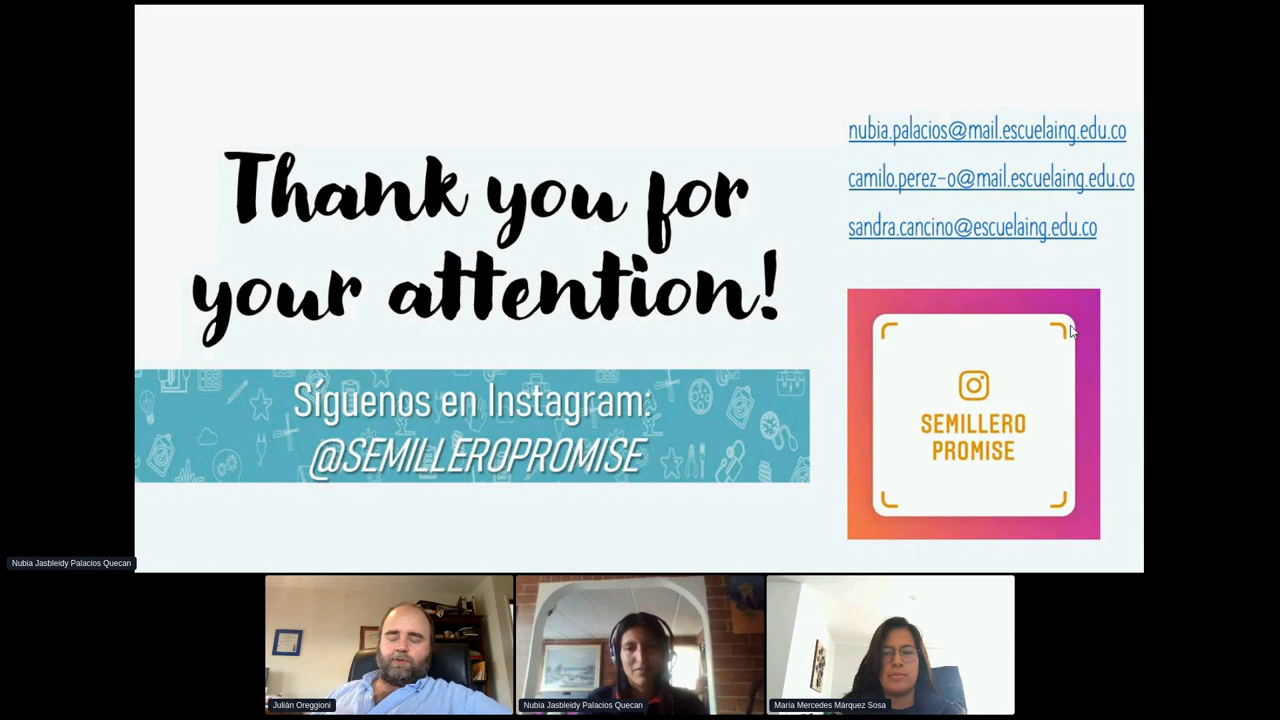 Thank you for
your attention!
Síguenos en Instagram:
@SEMILLEROPROMISE
nubia.palacios@mail.escuelaing.edu.co
camilo.perez-o@mail.escuelaing.edu.co
sandra.cancino@escuelaing.edu.co
SEMILLERO
PROMISE
Nubia Jasbleidy Palacios Quecan
Julián Oreggioni
Nubia Jasbleidy Palacios Quecan
María Mercedes Márquez Sosa